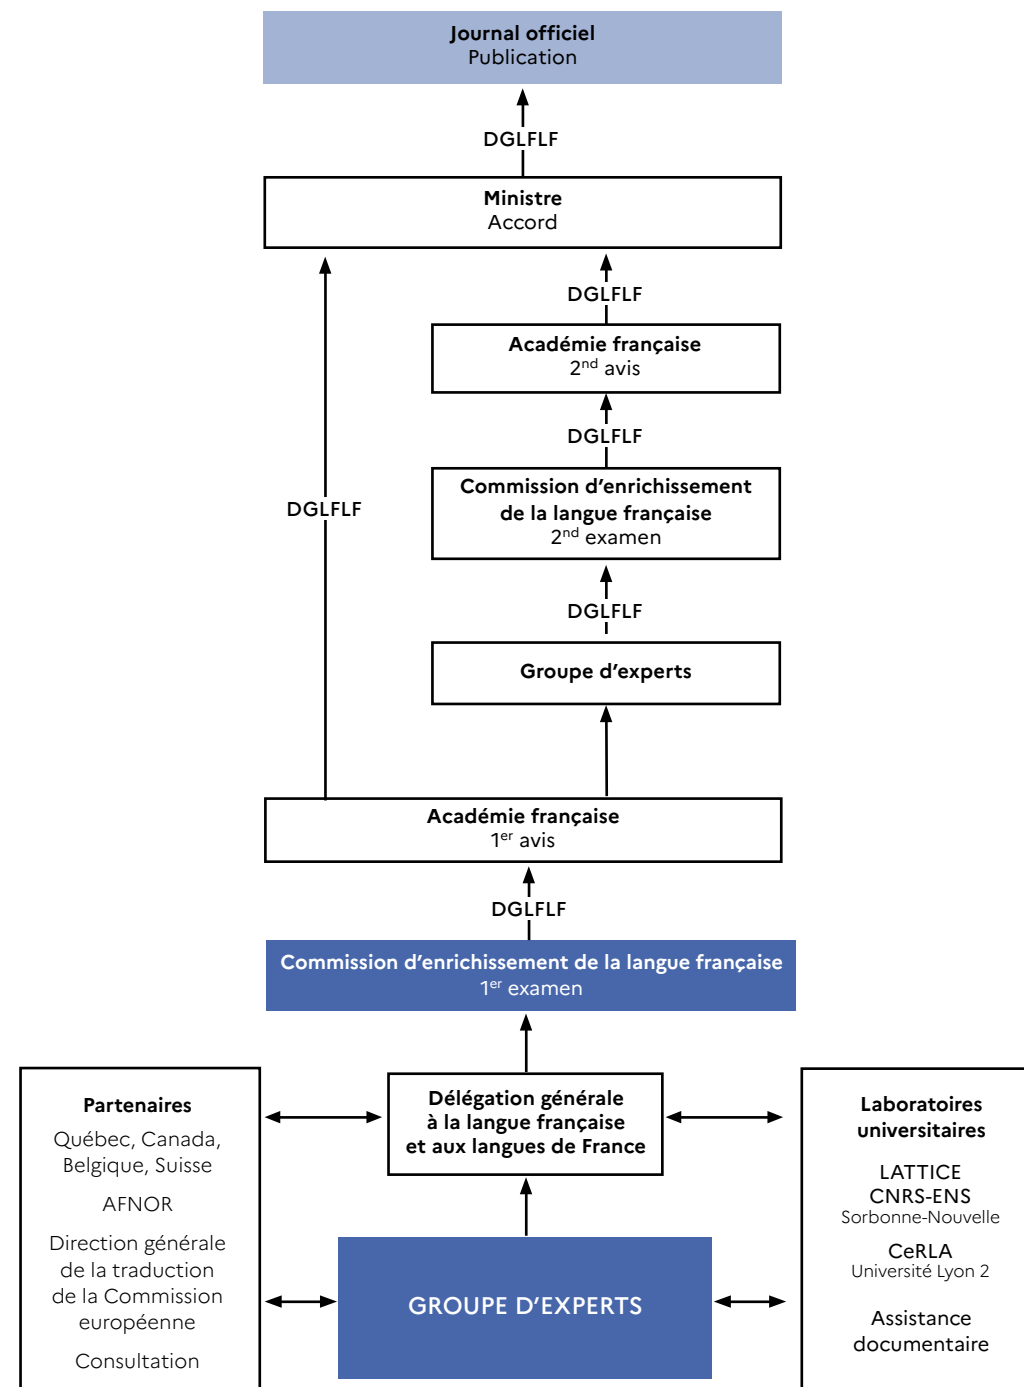 Journal officiel
Publication
DGLFLF
Ministre
Accord
DGLFLF
Académie française
2nd avis
DGLFLF
Commission d'enrichissement
de la langue française
2nd examen
DGLFLF
DGLFLF
Groupe d'experts
Académie française
1er avis
DGLFLF
Commission d'enrichissement de la langue française
1er examen
Délégation générale
à la langue française
et aux langues de France
Partenaires
Québec, Canada,
Belgique, Suisse
AFNOR
Direction générale
de la traduction
de la Commission
européenne
Consultation
GROUPE D'EXPERTS
Laboratoires
universitaires
LATTICE
CNRS-ENS
Sorbonne-Nouvelle
CeRLA
Université Lyon 2
Assistance
documentaire